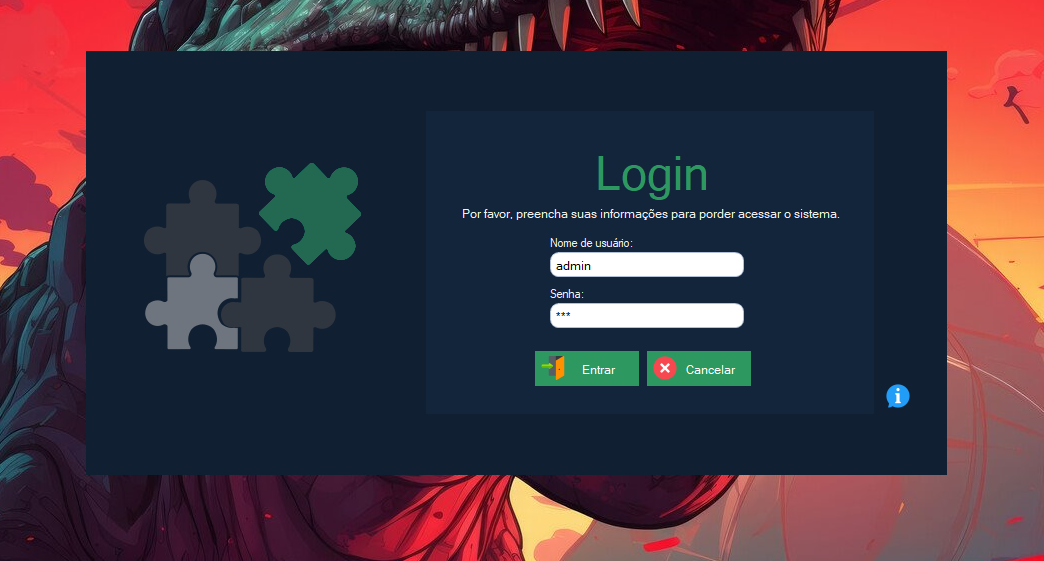 Login
Por favor, preencha suas informações para porder acessar o sistema.
Nome de usuário:
admin
Senha:
***
Entrar
Cancelar